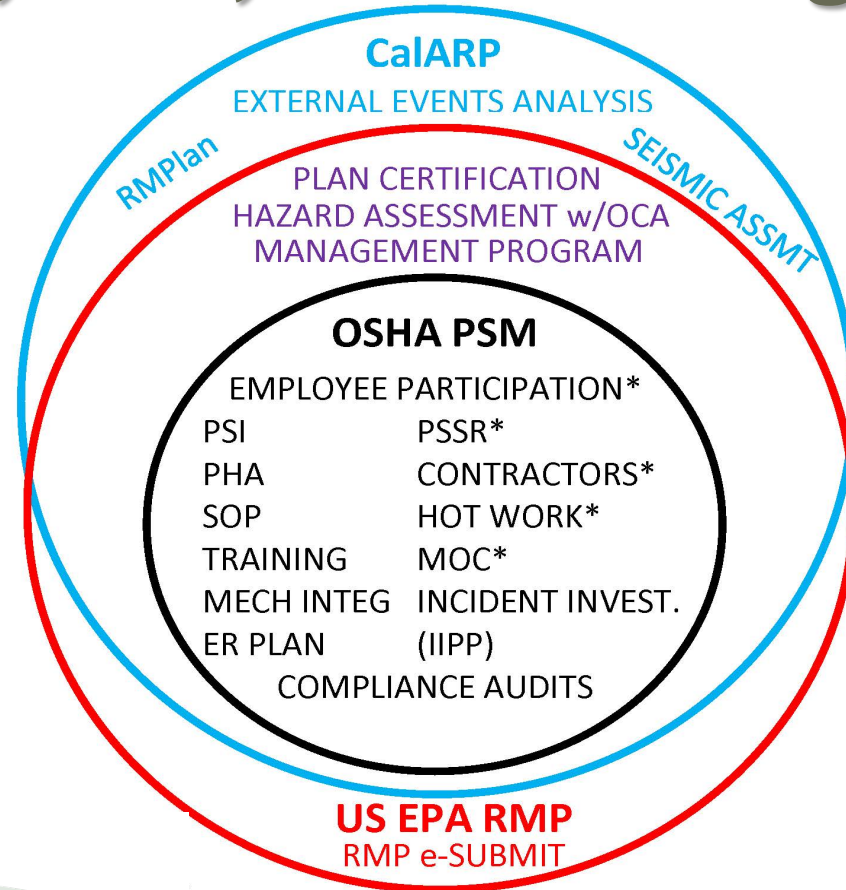 CalARP
EXTERNAL EVENTS ANALYSIS
RMPlan
SEISMIC ASSMT
PLAN CERTIFICATION
HAZARD ASSESSMENT w/OCA
MANAGEMENT PROGRAM
OSHA PSM
EMPLOYEE PARTICIPATION*
PSI PSSR*
PHA CONTRACTORS*
SOP HOT WORK*
TRAINING MOC*
MECH INTEG INCIDENT INVEST.
ER PLAN (IIPP)
COMPLIANCE AUDITS
US EPA RMP
RMP e-SUBMIT